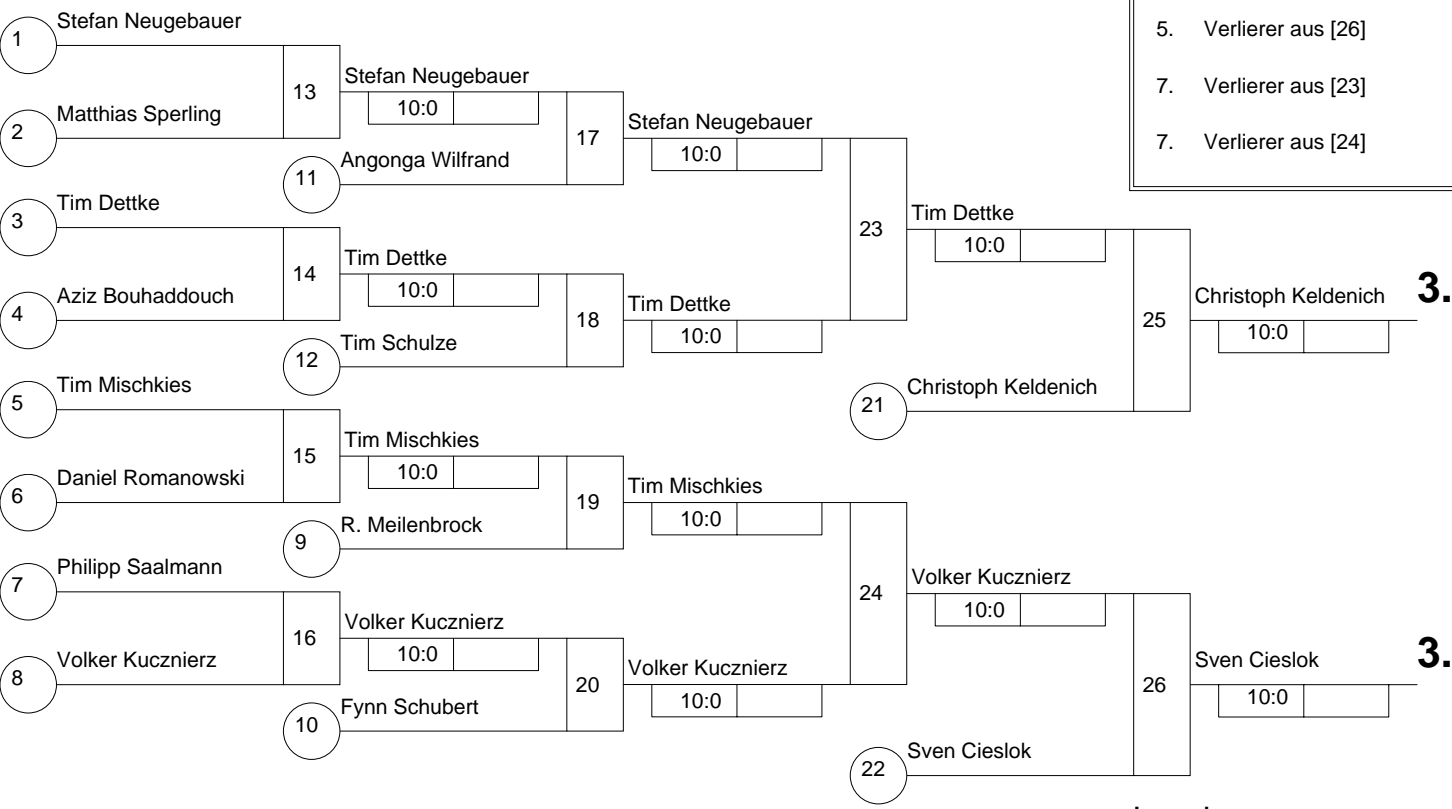 Stefan Neugebauer
1
5. Verlierer aus [26]
Stefan Neugebauer
13
10:0
7. Verlierer aus [23]
Matthias Sperling
2
Stefan Neugebauer
17
10:0
7. Verlierer aus [24]
Angonga Wilfrand
11
Tim Dettke
3
Tim Dettke
23
10:0
Tim Dettke
14
10:0
Aziz Bouhaddouch
4
Christoph Keldenich 3.
25
10:0
Tim Dettke
18
10:0
Tim Schulze
12
Tim Mischkies
5
Christoph Keldenich
21
Tim Mischkies
15
10:0
Daniel Romanowski
6
Tim Mischkies
19
10:0
R. Meilenbrock
9
Philipp Saalmann
7
Volker Kucznierz
24
10:0
Volker Kucznierz
16
10:0
Volker Kucznierz
8
Sven Cieslok 3.
26
10:0
Volker Kucznierz
20
10:0
Fynn Schubert
10
Sven Cieslok
22